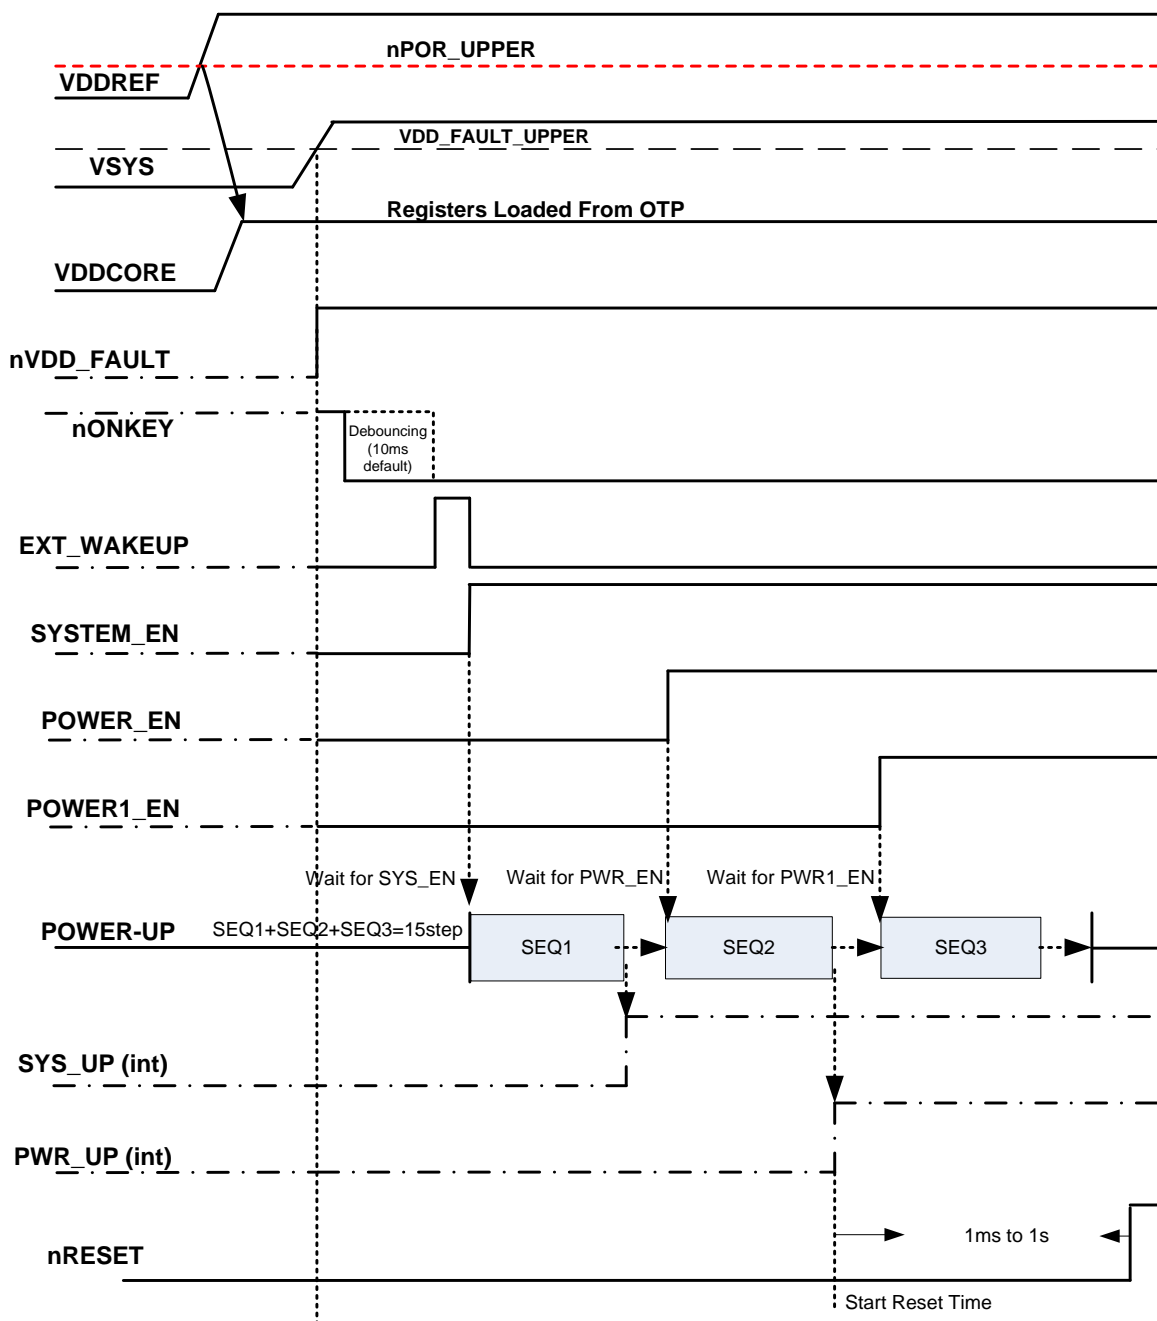 nPOR_UPPER
VDDREF
VDD_FAULT_UPPER
VSYS
Registers Loaded From OTP
VDDCORE
nVDD_FAULT
nONKEY
Debouncing
(10ms
default)
EXT_WAKEUP
SYSTEM_EN
POWER_EN
POWER1_EN
Wait for SYS_EN
Wait for PWR_EN
Wait for PWR1_EN
POWER-UP
SEQ1+SEQ2+SEQ3=15step
SEQ1
SEQ2
SEQ3
SYS_UP (int)
PWR_UP (int)
1ms to 1s
nRESET
Start Reset Time